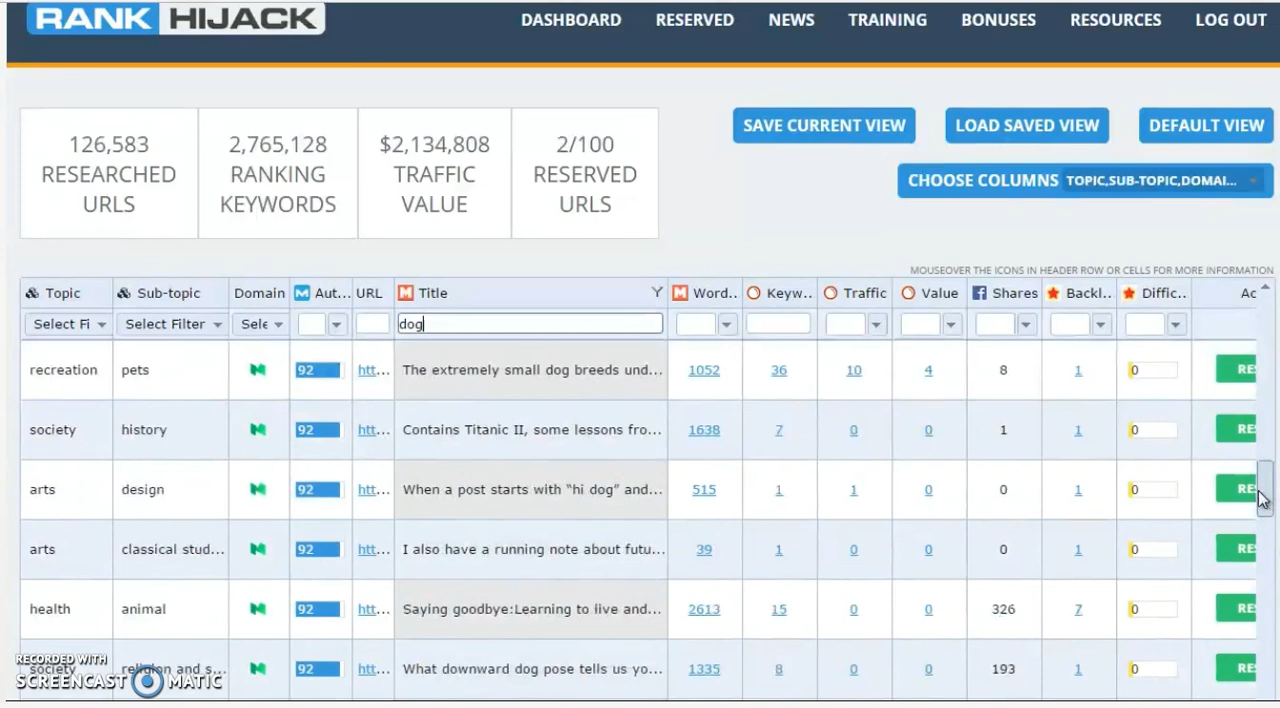 RANK HIJACK
DASHBOARD RESERVED NEWS TRAINING BONUSES RESOURCES LOG OUT
126,583 RESEARCHED URLS
2,765,128 RANKING KEYWORDS
$2,134,808 TRAFFIC VALUE
2/100 RESERVED URLS
SAVE CURRENT VIEW LOAD SAVED VIEW DEFAULT VIEW
CHOOSE COLUMNS TOPIC,SUB-TOPIC,DOMAI...
MOUSEOVER THE ICONS IN HEADER ROW OR CELLS FOR MORE INFORMATION
Topic Sub-topic Domain Aut... URL Title Word.. Keyw... Traffic Value Shares Backl.. Diffic... Ac
Select Fi Select Filter Sele dog
recreation pets 92 htt... The extremely small dog breeds und... 1052 36 10 4 8 1 0 RE
society history 92 htt... Contains Titanic II, some lessons fro... 1638 7 0 0 1 1 0 RE
arts design 92 htt... When a post starts with “hi dog” and... 515 1 1 0 0 1 0 RE
arts classical stud... 92 htt... I also have a running note about futu... 39 1 0 0 0 1 0 RE
health animal 92 htt... Saying goodbye:Learning to live and... 2613 15 0 0 326 7 0 RE
society religion and s... 92 htt... What downward dog pose tells us yo... 1335 8 0 0 193 1 0 RE
RECORDED WITH
SCREENCAST MATIC